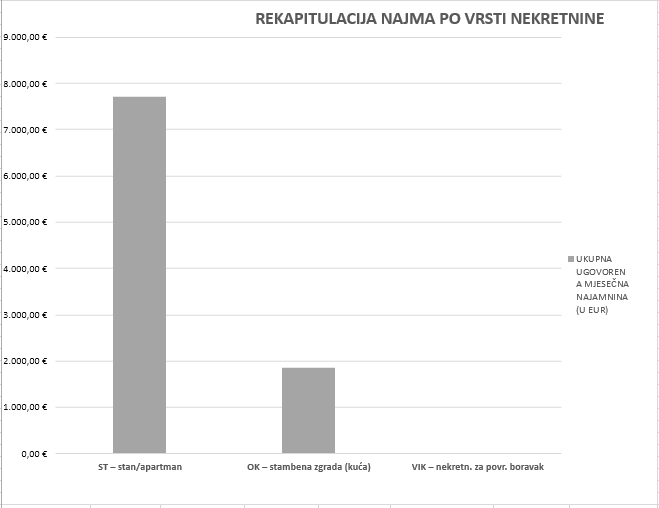 REKAPITULACIJA NAJMA PO VRSTI NEKRETNINE
9.000,00 €
8.000,00 €
7.000,00 €
6.000,00 €
5.000,00 €
4.000,00 €
3.000,00 €
2.000,00 €
1.000,00 €
0,00 €
UKUPNA
UGOVOREN
A MJESEČNA
NAJAMNINA
(U EUR)
ST – stan/apartman
OK – stambena zgrada (kuća)
VIK – nekretn. za povr. boravak